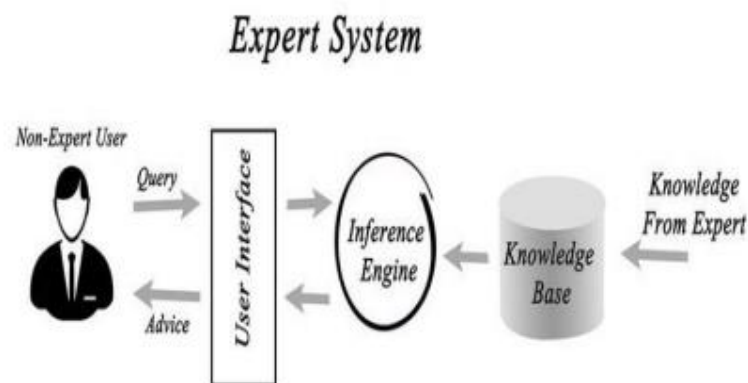 Expert System
Non-Expert User
Query
Advice
User Interface
Inference
Engine
Knowledge
Base
Knowledge
From Expert